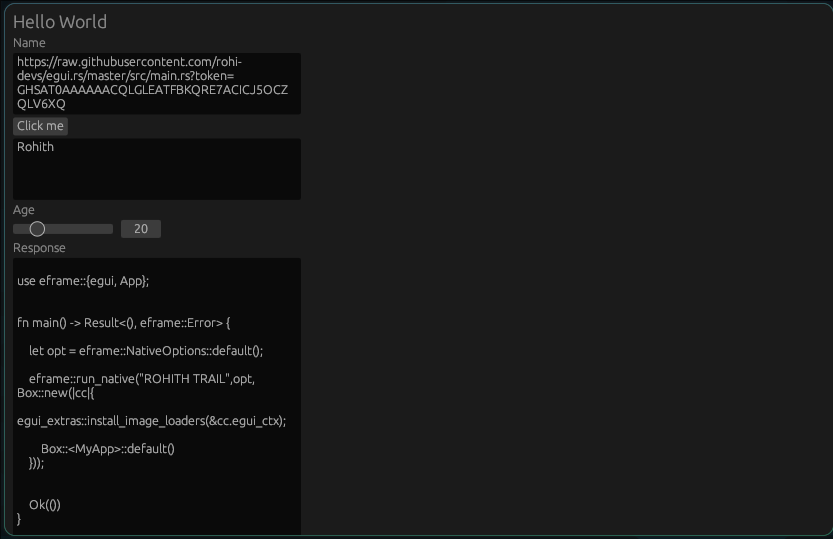 Hello World
Name
https://raw.githubusercontent.com/rohi-
devs/egui.rs/master/src/main.rs?token=
GHSAT0AAAAAACQLGLEATFBKQRE7ACICJ5OCZ
QLV6XQ
Click me
Rohith
Age
20
Response
use eframe::{egui, App};
fn main() -> Result<(), eframe::Error> {
    let opt = eframe::NativeOptions::default();
    eframe::run_native("ROHITH TRAIL",opt,
Box::new(|cc|{
egui_extras::install_image_loaders(&cc.egui_ctx);
        Box::<MyApp>::default()
    }));
    Ok(())
}